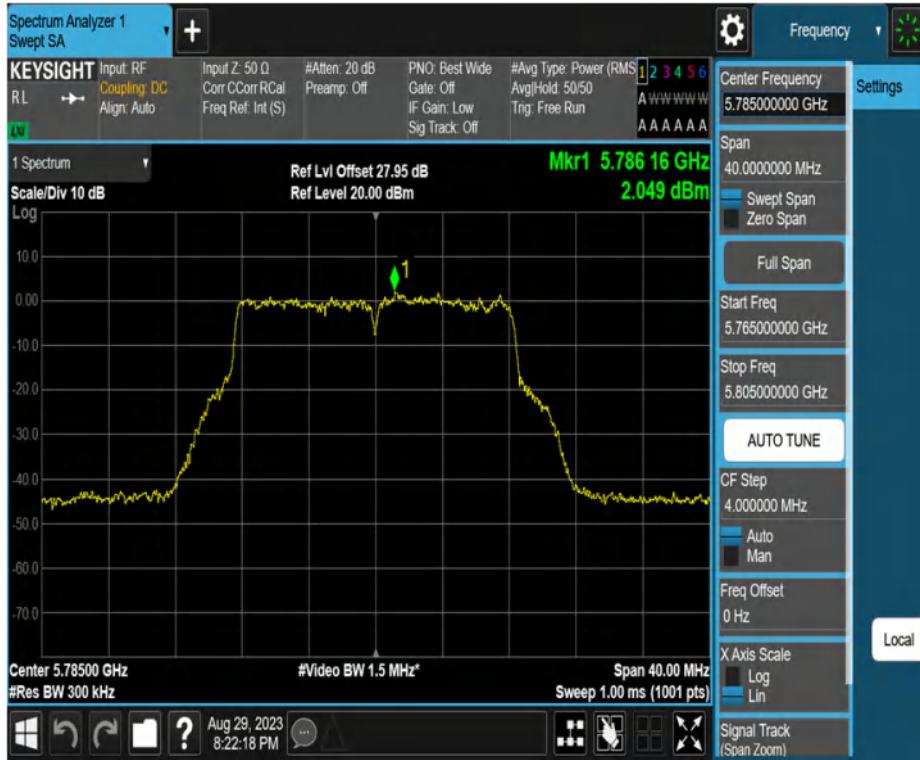 Spectrum Analyzer 1
Swept SA
+
Frequency
KEYSIGHT
RL
LXI
Input: RF
Coupling: DC
Align: Auto
Input Z: 50 Ω
Corr CCorr RCal
Freq Ref: Int (S)
#Atten: 20 dB
Preamp: Off
PNO: Best Wide
Gate: Off
IF Gain: Low
Sig Track: Off
#Avg Type: Power (RMS
Avg|Hold: 50/50
Trig: Free Run
1 2 3 4 5 6
A W W W W W
A A A A A A
1 Spectrum
Scale/Div 10 dB
Log
Ref Lvl Offset 27.95 dB
Ref Level 20.00 dBm
Mkr1 5.786 16 GHz
2.049 dBm
1
10.0
0.00
-10.0
-20.0
-30.0
-40.0
-50.0
-60.0
-70.0
Center 5.78500 GHz
#Res BW 300 kHz
#Video BW 1.5 MHz*
Span 40.00 MHz
Sweep 1.00 ms (1001 pts)
?
Aug 29, 2023
8:22:18 PM
Center Frequency
5.785000000 GHz
Span
40.0000000 MHz
Swept Span
Zero Span
Full Span
Start Freq
5.765000000 GHz
Stop Freq
5.805000000 GHz
AUTO TUNE
CF Step
4.000000 MHz
Auto
Man
Freq Offset
0 Hz
X Axis Scale
Log
Lin
Signal Track
(Span Zoom)
Settings
Local